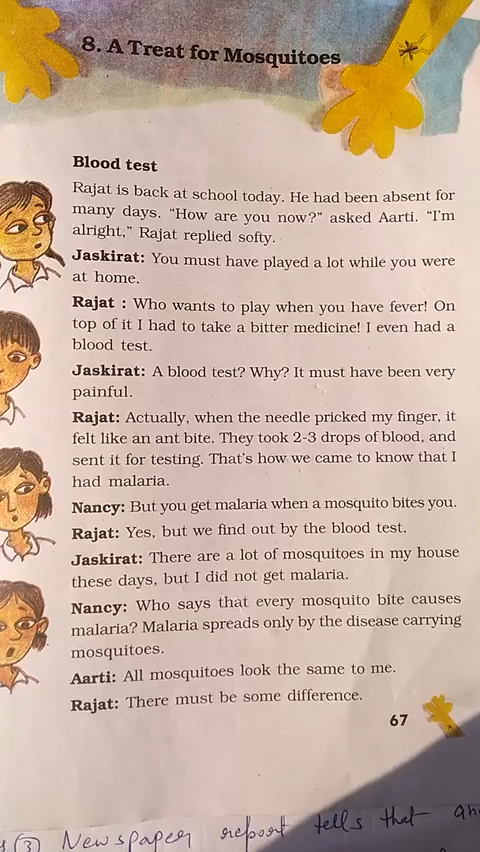 8. A Treat for Mosquitoes
Blood test
Rajat is back at school today. He had been absent for
many days. “How are you now?” asked Aarti. “I’m
alright,” Rajat replied softy.
Jaskirat: You must have played a lot while you were
at home.
Rajat : Who wants to play when you have fever! On
top of it I had to take a bitter medicine! I even had a
blood test.
Jaskirat: A blood test? Why? It must have been very
painful.
Rajat: Actually, when the needle pricked my finger, it
felt like an ant bite. They took 2-3 drops of blood, and
sent it for testing. That’s how we came to know that I
had malaria.
Nancy: But you get malaria when a mosquito bites you.
Rajat: Yes, but we find out by the blood test.
Jaskirat: There are a lot of mosquitoes in my house
these days, but I did not get malaria.
Nancy: Who says that every mosquito bite causes
malaria? Malaria spreads only by the disease carrying
mosquitoes.
Aarti: All mosquitoes look the same to me.
Rajat: There must be some difference.
67
3 Newspaper report tells that